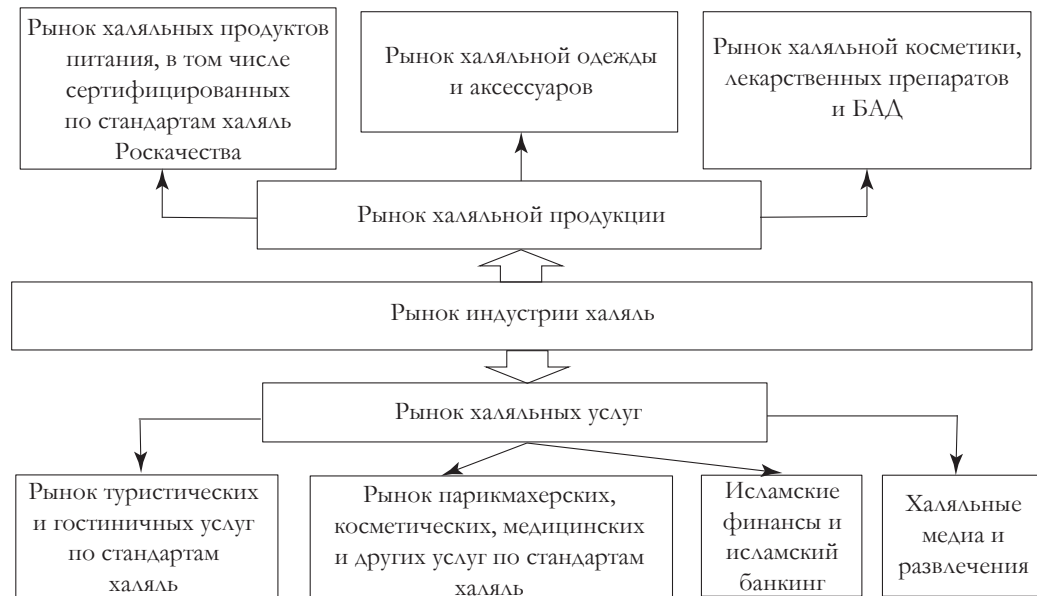 Рынок халяльных продуктов
питания, в том числе
сертифицированных
по стандартам халяль
Роскачества
Рынок халяльной одежды
и аксессуаров
Рынок халяльной косметики,
лекарственных препаратов
и БАД
Рынок халяльной продукции
Рынок индустрии халяль
Рынок халяльных услуг
Рынок туристических
и гостиничных услуг
по стандартам
халяль
Рынок парикмахерских,
косметических, медицинских
и других услуг по стандартам
халяль
Исламские
финансы и
исламский
банкинг
Халяльные
медиа и
развлечения